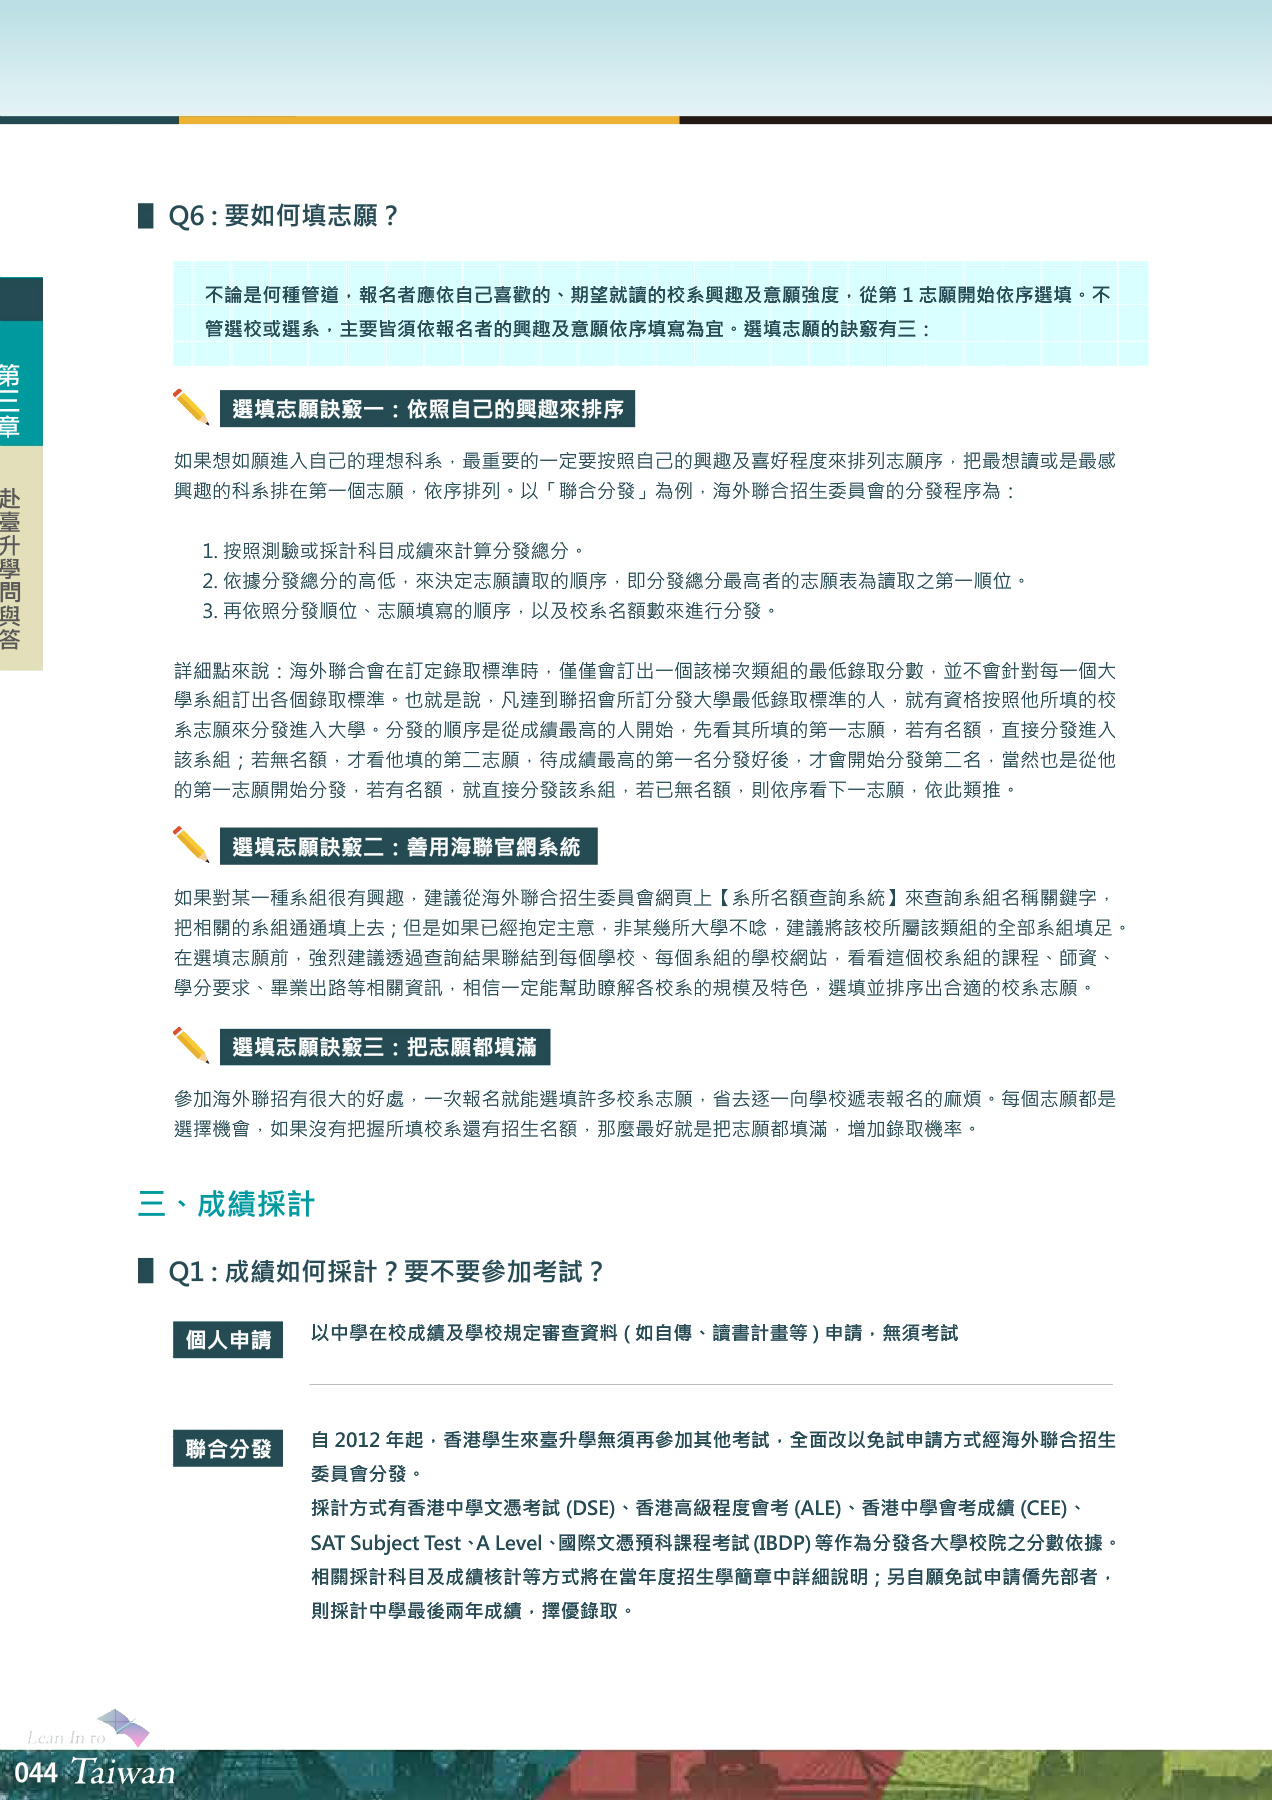 Q6 : 要如何填志願？
不論是何種管道，報名者應依自己喜歡的、期望就讀的校系興趣及意願強度，從第 1 志願開始依序選填。不
管選校或選系，主要皆須依報名者的興趣及意願依序填寫為宜。選填志願的訣竅有三：
第三章
赴臺升學問與答
選填志願訣竅一：依照自己的興趣來排序
如果想如願進入自己的理想科系，最重要的一定要按照自己的興趣及喜好程度來排列志願序，把最想讀或是最感
興趣的科系排在第一個志願，依序排列。以「聯合分發」為例，海外聯合招生委員會的分發程序為：
1. 按照測驗或採計科目成績來計算分發總分。
2. 依據分發總分的高低，來決定志願讀取的順序，即分發總分最高者的志願表為讀取之第一順位。
3. 再依照分發順位、志願填寫的順序，以及校系名額數來進行分發。
詳細點來說：海外聯合會在訂定錄取標準時，僅僅會訂出一個該梯次類組的最低錄取分數，並不會針對每一個大
學系組訂出各個錄取標準。也就是說，凡達到聯招會所訂分發大學最低錄取標準的人，就有資格按照他所填的校
系志願來分發進入大學。分發的順序是從成績最高的人開始，先看其所填的第一志願，若有名額，直接分發進入
該系組；若無名額，才看他填的第二志願，待成績最高的第一名分發好後，才會開始分發第二名，當然也是從他
的第一志願開始分發，若有名額，就直接分發該系組，若已無名額，則依序看下一志願，依此類推。
選填志願訣竅二：善用海聯官網系統
如果對某一種系組很有興趣，建議從海外聯合招生委員會網頁上【系所名額查詢系統】來查詢系組名稱關鍵字，
把相關的系組通通填上去；但是如果已經抱定主意，非某幾所大學不唸，建議將該校所屬該類組的全部系組填足。
在選填志願前，強烈建議透過查詢結果聯結到每個學校、每個系組的學校網站，看看這個校系組的課程、師資、
學分要求、畢業出路等相關資訊，相信一定能幫助瞭解各校系的規模及特色，選填並排序出合適的校系志願。
選填志願訣竅三：把志願都填滿
參加海外聯招有很大的好處，一次報名就能選填許多校系志願，省去逐一向學校遞表報名的麻煩。每個志願都是
選擇機會，如果沒有把握所填校系還有招生名額，那麼最好就是把志願都填滿，增加錄取機率。
三、成績採計
Q1 : 成績如何採計？要不要參加考試？
個人申請
以中學在校成績及學校規定審查資料 ( 如自傳、讀書計畫等 ) 申請，無須考試
聯合分發
自 2012 年起，香港學生來臺升學無須再參加其他考試，全面改以免試申請方式經海外聯合招生
委員會分發。
採計方式有香港中學文憑考試 (DSE)、香港高級程度會考 (ALE)、香港中學會考成績 (CEE)、
SAT Subject Test、A Level、國際文憑預科課程考試 (IBDP) 等作為分發各大學校院之分數依據。
相關採計科目及成績核計等方式將在當年度招生學簡章中詳細說明；另自願免試申請僑先部者，
則採計中學最後兩年成績，擇優錄取。
Lean In to
044 Taiwan